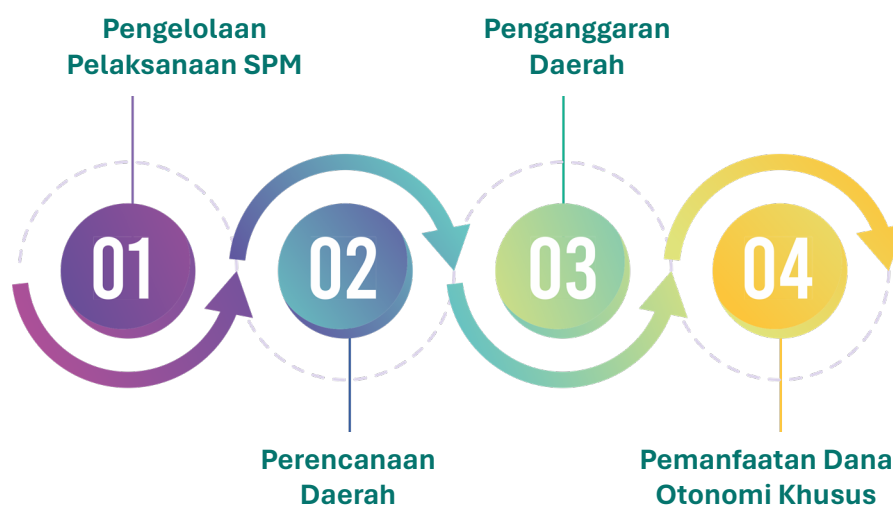 Pengelolaan
Pelaksanaan SPM
Penganggaran
Daerah
01
02
03
04
Perencanaan
Daerah
Pemanfaatan Dana
Otonomi Khusus